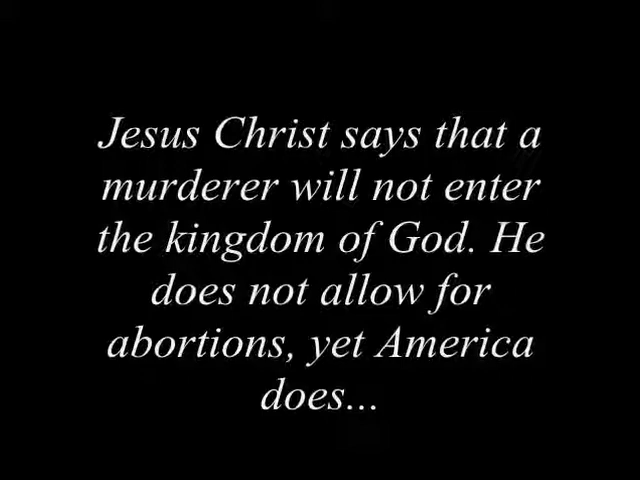 Jesus Christ says that a
murderer will not enter
the kingdom of God. He
does not allow for
abortions, yet America
does...